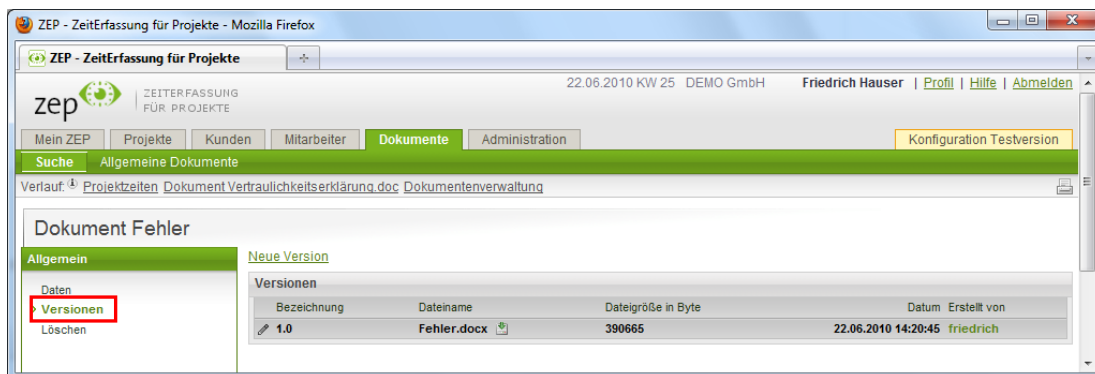 ZEP - ZeitErfassung für Projekte - Mozilla Firefox
ZEP - ZeitErfassung für Projekte
22.06.2010 KW 25 DEMO GmbH Friedrich Hauser | Profil | Hilfe | Abmelden
zep ZEITERFASSUNG
FÜR PROJEKTE
Mein ZEP Projekte Kunden Mitarbeiter Dokumente Administration Konfiguration Testversion
Suche Allgemeine Dokumente
Verlauf: i Projektzeiten Dokument Vertraulichkeitserklärung.doc Dokumentenverwaltung
Dokument Fehler
Allgemein Neue Version
Versionen
Daten Bezeichnung Dateiname Dateigröße in Byte Datum Erstellt von
Versionen
Löschen 1.0 Fehler.docx 390665 22.06.2010 14:20:45 friedrich